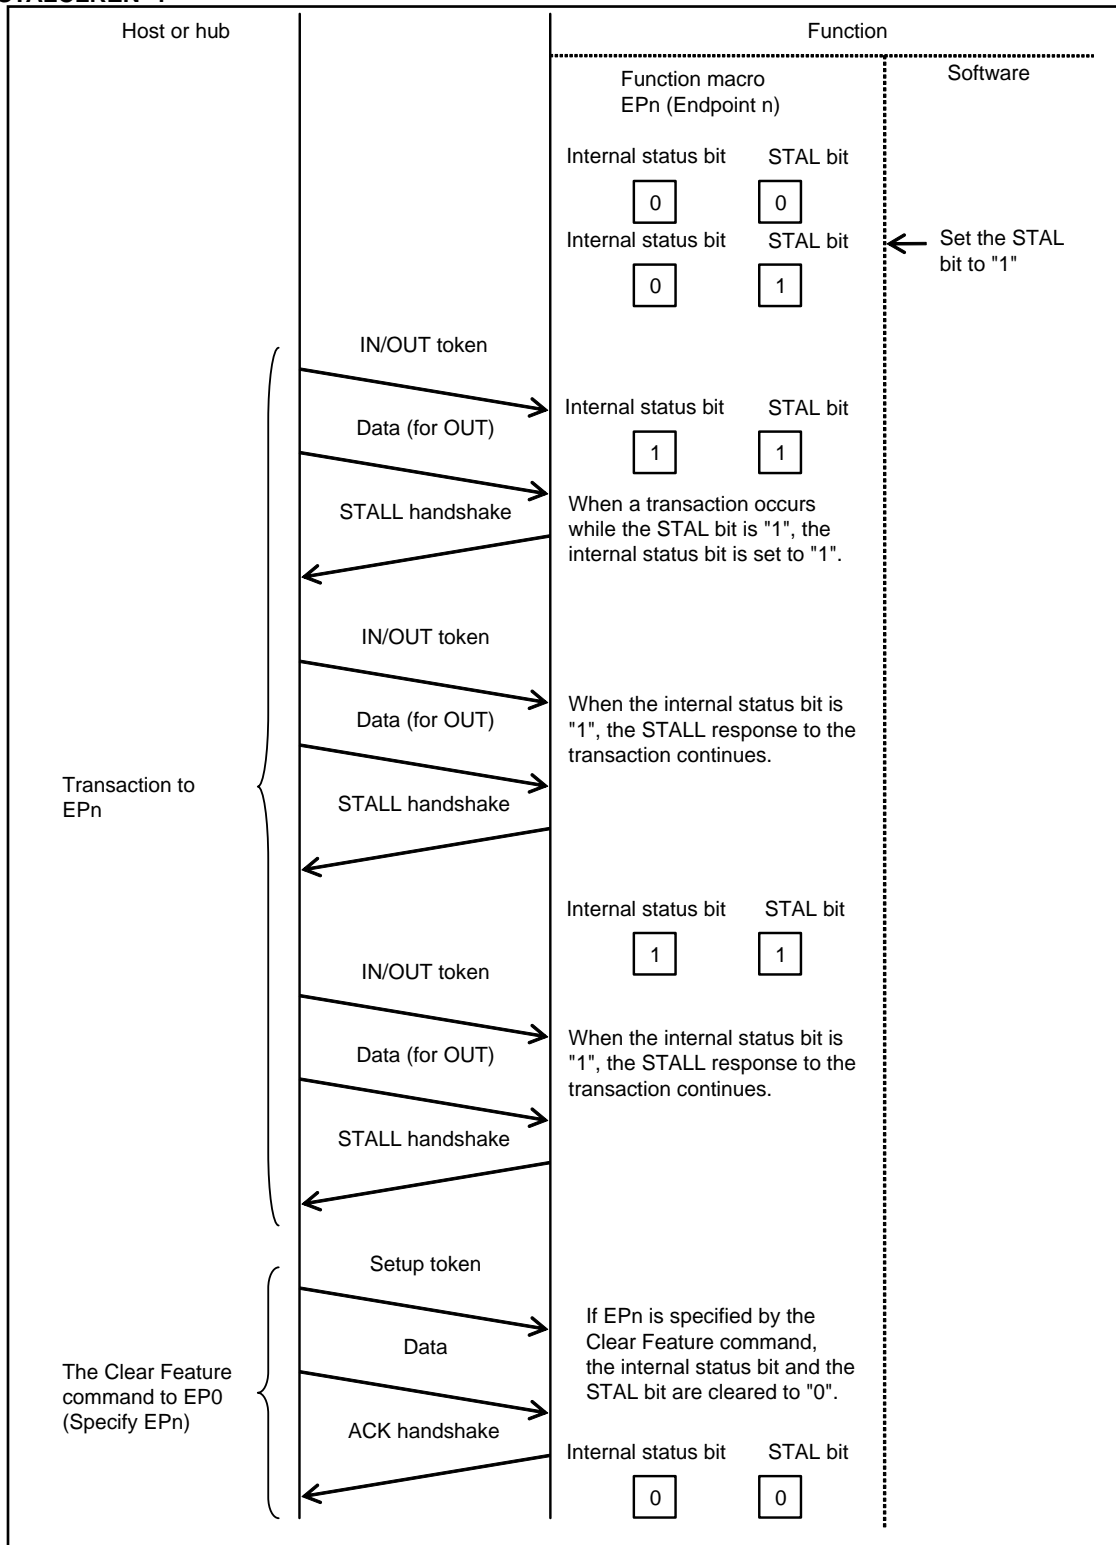 Host or hub
Function
Function macro
EPn (Endpoint n)
Software
Internal status bit
STAL bit
0
0
Internal status bit
STAL bit
0
1
Set the STAL
bit to "1"
IN/OUT token
Internal status bit
STAL bit
Data (for OUT)
1
1
STALL handshake
When a transaction occurs
while the STAL bit is "1", the
internal status bit is set to "1".
IN/OUT token
Data (for OUT)
When the internal status bit is
"1", the STALL response to the
transaction continues.
Transaction to
EPn
STALL handshake
Internal status bit
STAL bit
1
1
IN/OUT token
Data (for OUT)
When the internal status bit is
"1", the STALL response to the
transaction continues.
STALL handshake
Setup token
Data
If EPn is specified by the
Clear Feature command,
the internal status bit and the
STAL bit are cleared to "0".
The Clear Feature
command to EP0
(Specify EPn)
ACK handshake
Internal status bit
STAL bit
0
0